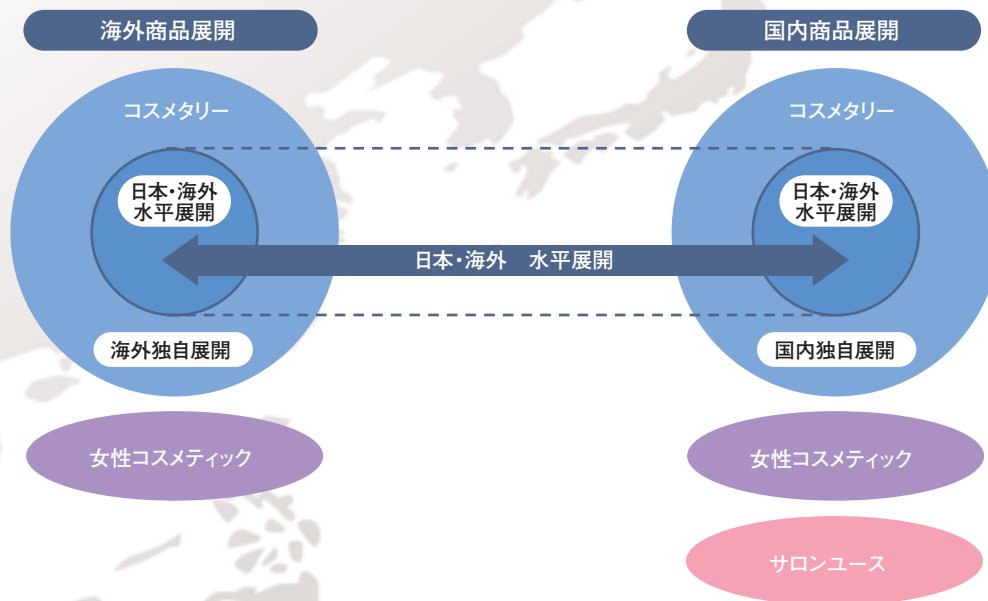 海外商品展開
国内商品展開
コスメタリー
コスメタリー
日本・海外
水平展開
日本・海外
水平展開
日本・海外　水平展開
海外独自展開
国内独自展開
女性コスメティック
女性コスメティック
サロンユース